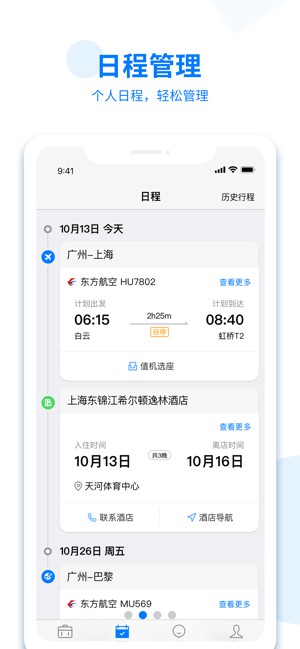 日程管理
个人日程，轻松管理
9:41
日程
历史行程
10月13日 今天
广州-上海
东方航空 HU7802
查看更多
计划出发
计划到达
06:15
2h25m
08:40
白云
经停
虹桥T2
值机选座
上海东锦江希尔顿逸林酒店
查看更多
入住时间
离店时间
10月13日
共3晚
10月16日
天河体育中心
联系酒店
酒店导航
10月26日 周五
广州-巴黎
东方航空 MU569
查看更多